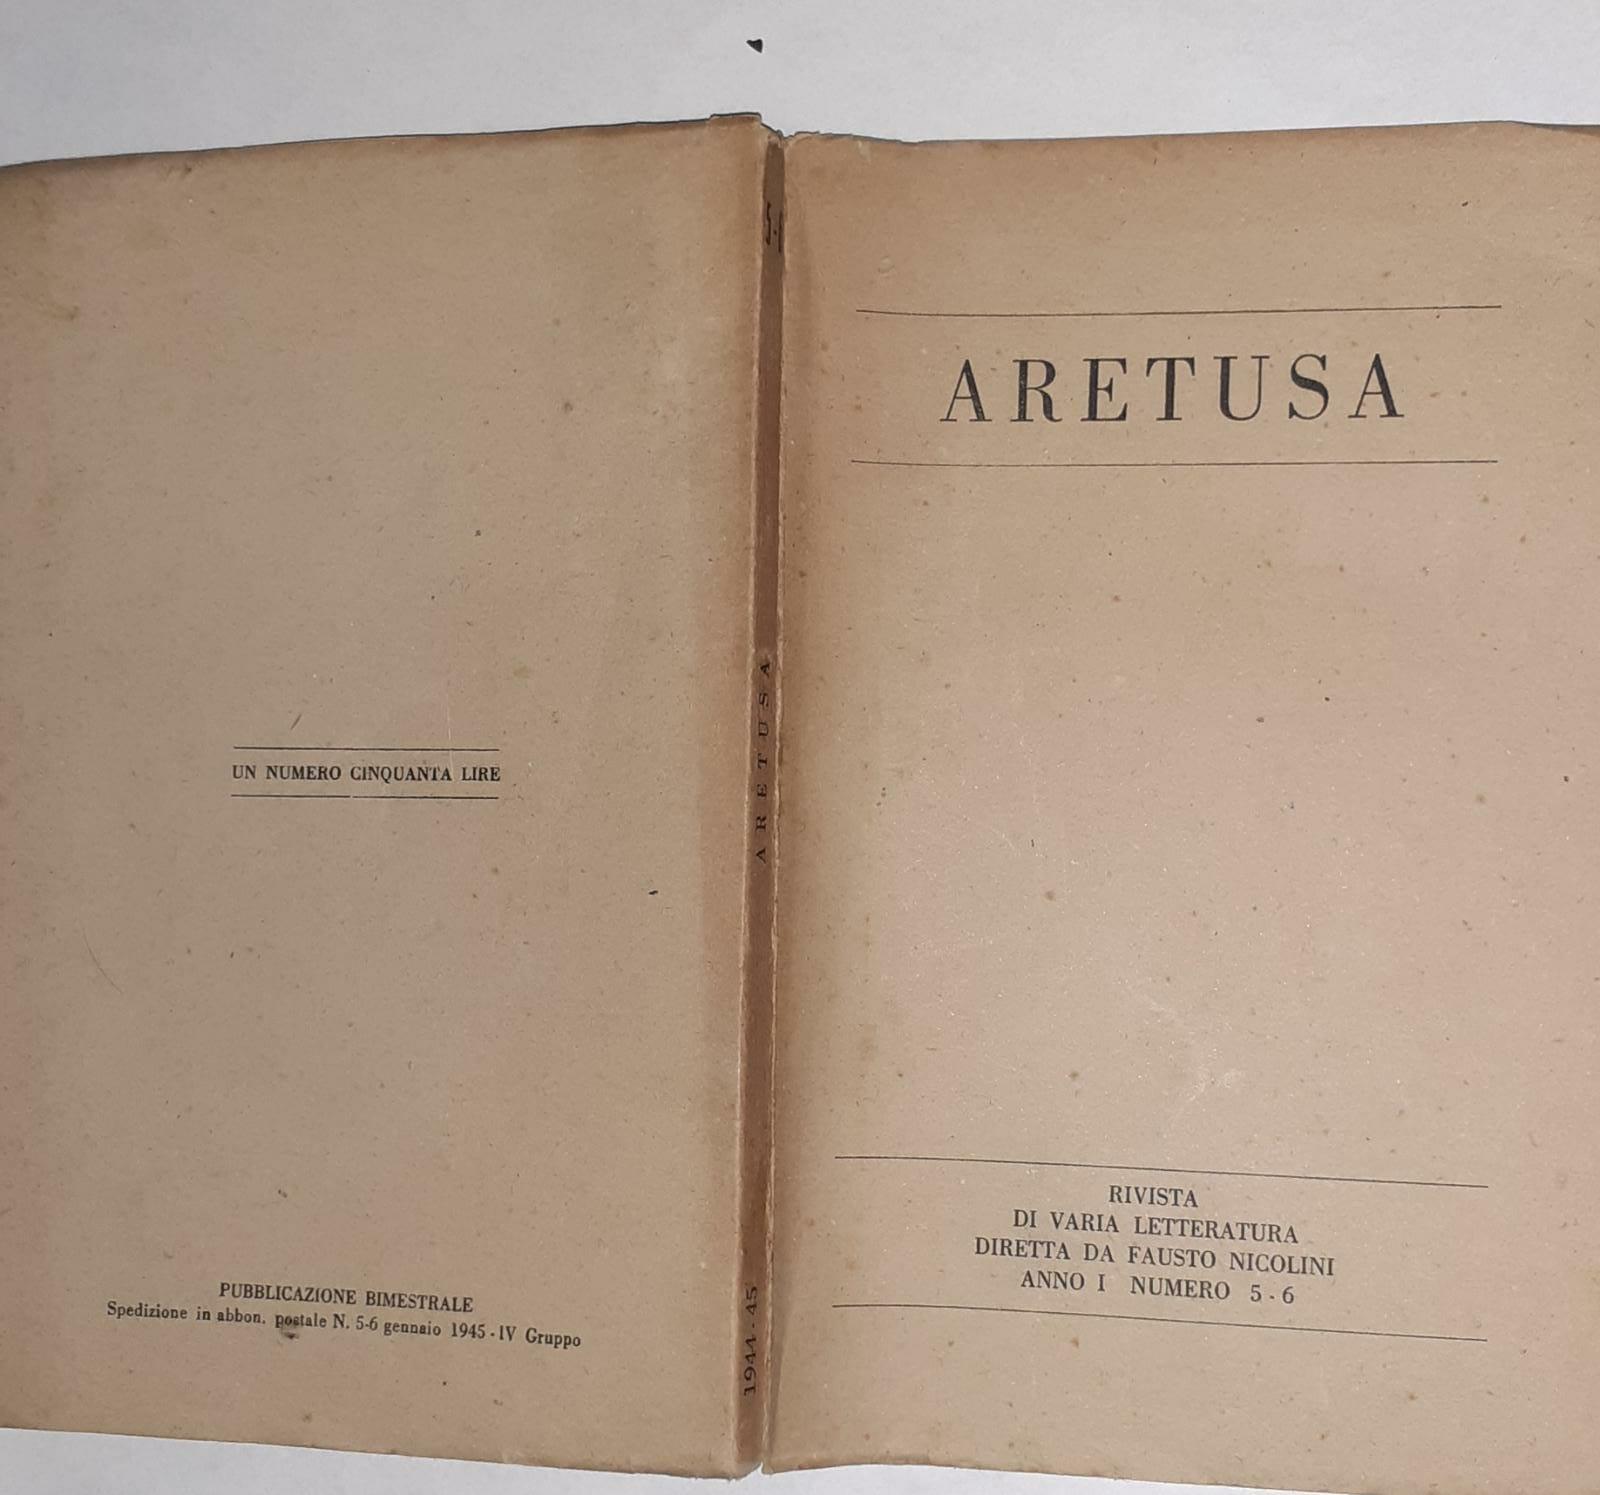 UN NUMERO CINQUANTA LIRE
PUBBLICAZIONE BIMESTRALE
Spedizione in abbon. postale N. 5-6 gennaio 1945 - IV Gruppo
ARETUSA
1944-45
ARETUSA
RIVISTA
DI VARIA LETTERATURA
DIRETTA DA FAUSTO NICOLINI
ANNO I NUMERO 5-6